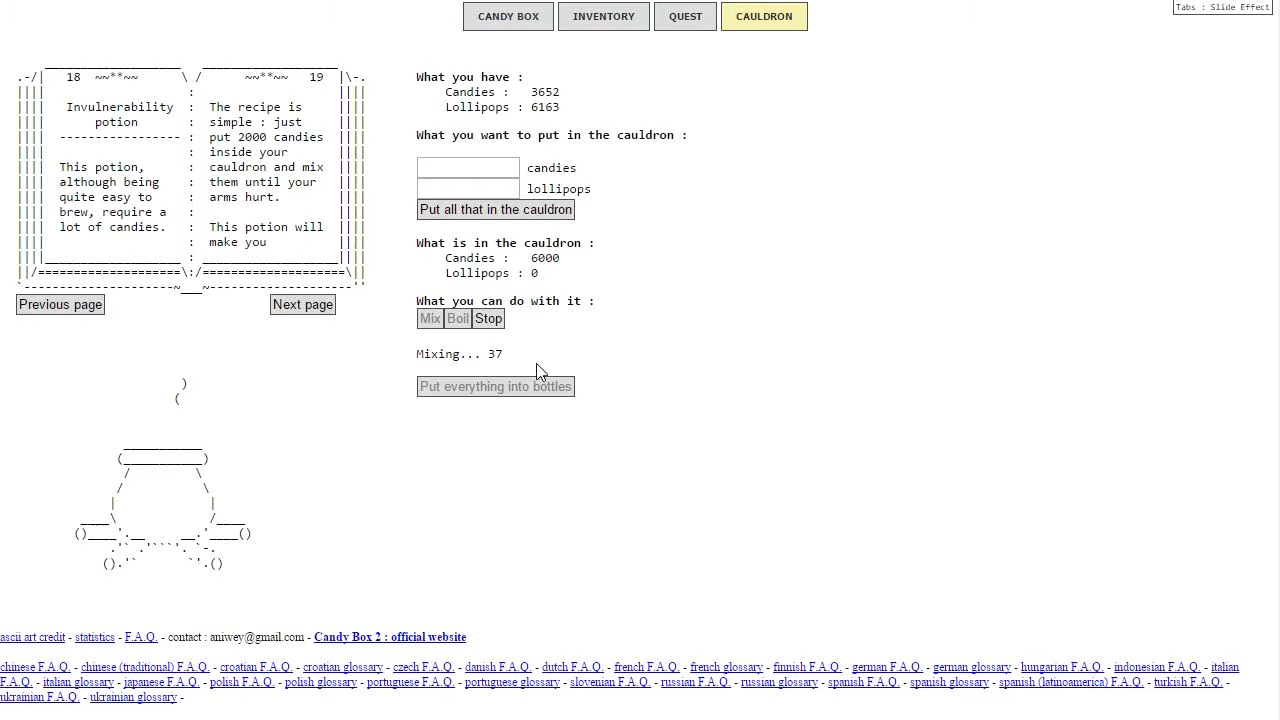 CANDY BOX
INVENTORY
QUEST
CAULDRON
Tabs : Slide Effect
18 ~~**~~
Invulnerability
potion
-----------------
This potion,
although being
quite easy to
brew, require a
lot of candies.
~~**~~ 19
The recipe is
simple : just
put 2000 candies
inside your
cauldron and mix
them until your
arms hurt.
This potion will
make you
Previous page
Next page
What you have :
Candies : 3652
Lollipops : 6163
What you want to put in the cauldron :
candies
lollipops
Put all that in the cauldron
What is in the cauldron :
Candies : 6000
Lollipops : 0
What you can do with it :
Mix Boil Stop
Mixing... 37
Put everything into bottles
ascii art credit - statistics - F.A.Q. - contact : aniwey@gmail.com - Candy Box 2 : official website
chinese F.A.Q. - chinese (traditional) F.A.Q. - croatian F.A.Q. - croatian glossary - czech F.A.Q. - danish F.A.Q. - dutch F.A.Q. - french F.A.Q. - french glossary - finnish F.A.Q. - german F.A.Q. - german glossary - hungarian F.A.Q. - indonesian F.A.Q. - italian
F.A.Q. - italian glossary - japanese F.A.Q. - polish F.A.Q. - polish glossary - portuguese F.A.Q. - portuguese glossary - slovenian F.A.Q. - russian F.A.Q. - russian glossary - spanish F.A.Q. - spanish glossary - spanish (latinoamerica) F.A.Q. - turkish F.A.Q. -
ukrainian F.A.Q. - ukrainian glossary -